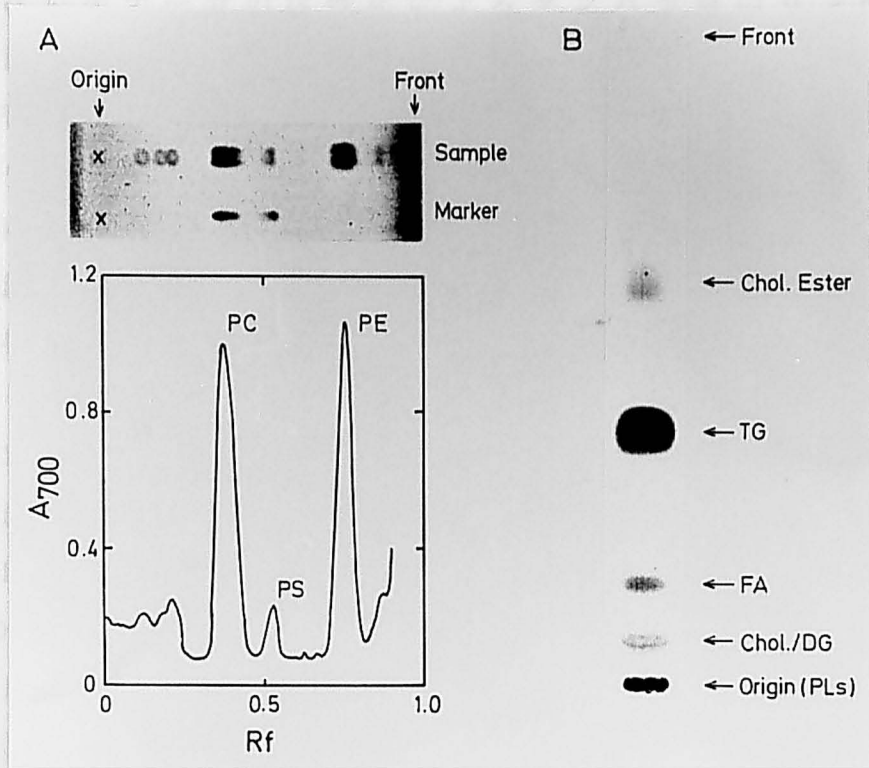 A
Origin
Front
x
Sample
x
Marker
1.2
0.8
0.4
0
A700
PC
PS
PE
0
0.5
1.0
Rf
B
Front
Chol. Ester
TG
FA
Chol./DG
Origin (PLs)